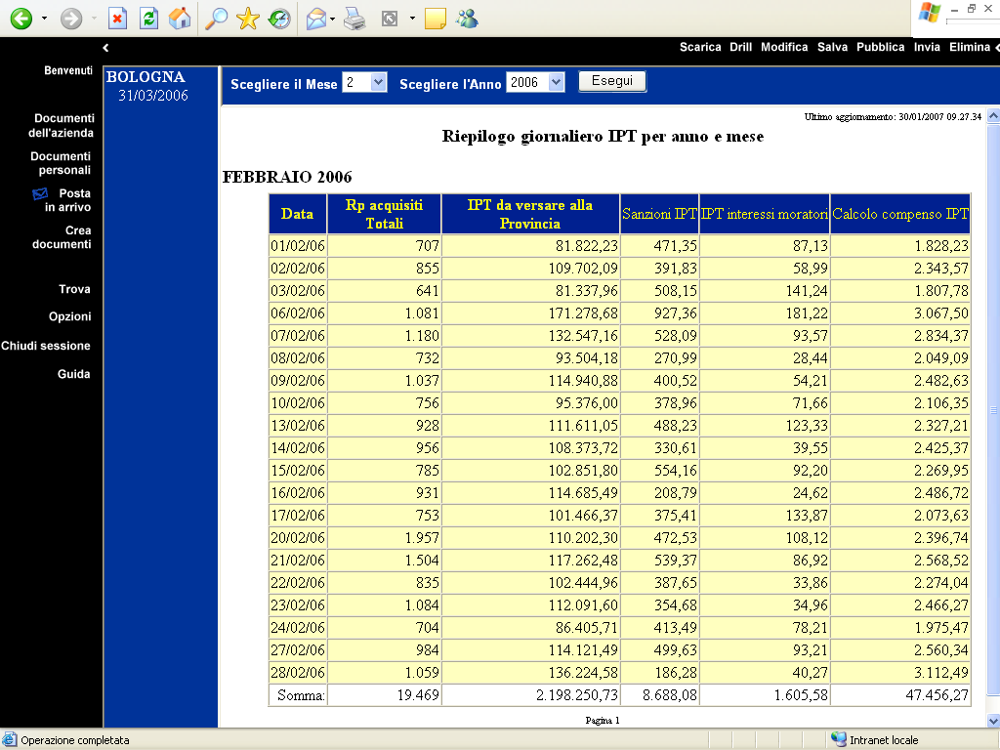 Scarica Drill Modifica Salva Pubblica Invia Elimina
Benvenuti
Documenti
dell'azienda
Documenti
personali
Posta
in arrivo
Crea
documenti
Trova
Opzioni
Chiudi sessione
Guida
BOLOGNA
31/03/2006
Scegliere il Mese 2 Scegliere l'Anno 2006 Esegui
Ultimo aggiornamento: 30/01/2007 09.27.34
Riepilogo giornaliero IPT per anno e mese
FEBBRAIO 2006
Data Rp acquisiti Totali IPT da versare alla Provincia Sanzioni IPT IPT interessi moratori Calcolo compenso IPT
01/02/06 707 81.822,23 471,35 87,13 1.828,23
02/02/06 855 109.702,09 391,83 58,99 2.343,57
03/02/06 641 81.337,96 508,15 141,24 1.807,78
06/02/06 1.081 171.278,68 927,36 181,22 3.067,50
07/02/06 1.180 132.547,16 528,09 93,57 2.834,37
08/02/06 732 93.504,18 270,99 28,44 2.049,09
09/02/06 1.037 114.940,88 400,52 54,21 2.482,63
10/02/06 756 95.376,00 378,96 71,66 2.106,35
13/02/06 928 111.611,05 488,23 123,33 2.327,21
14/02/06 956 108.373,72 330,61 39,55 2.425,37
15/02/06 785 102.851,80 554,16 92,20 2.269,95
16/02/06 931 114.685,49 208,79 24,62 2.486,72
17/02/06 753 101.466,37 375,41 133,87 2.073,63
20/02/06 1.957 110.202,30 472,53 108,12 2.396,74
21/02/06 1.504 117.262,48 539,37 86,92 2.568,52
22/02/06 835 102.444,96 387,65 33,86 2.274,04
23/02/06 1.084 112.091,60 354,68 34,96 2.466,27
24/02/06 704 86.405,71 413,49 78,21 1.975,47
27/02/06 984 114.121,49 499,63 93,21 2.560,34
28/02/06 1.059 136.224,58 186,28 40,27 3.112,49
Somma: 19.469 2.198.250,73 8.688,08 1.605,58 47.456,27
Pagina 1
Operazione completata Intranet locale